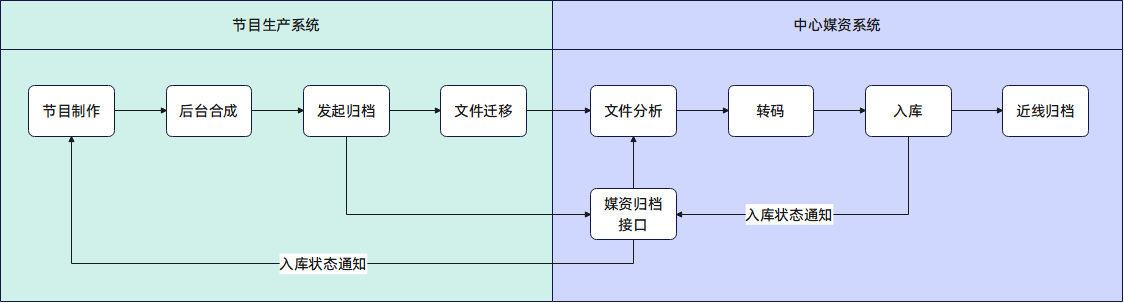 节目生产系统
中心媒资系统
节目制作
后台合成
发起归档
文件迁移
文件分析
转码
入库
近线归档
媒资归档
接口
入库状态通知
入库状态通知